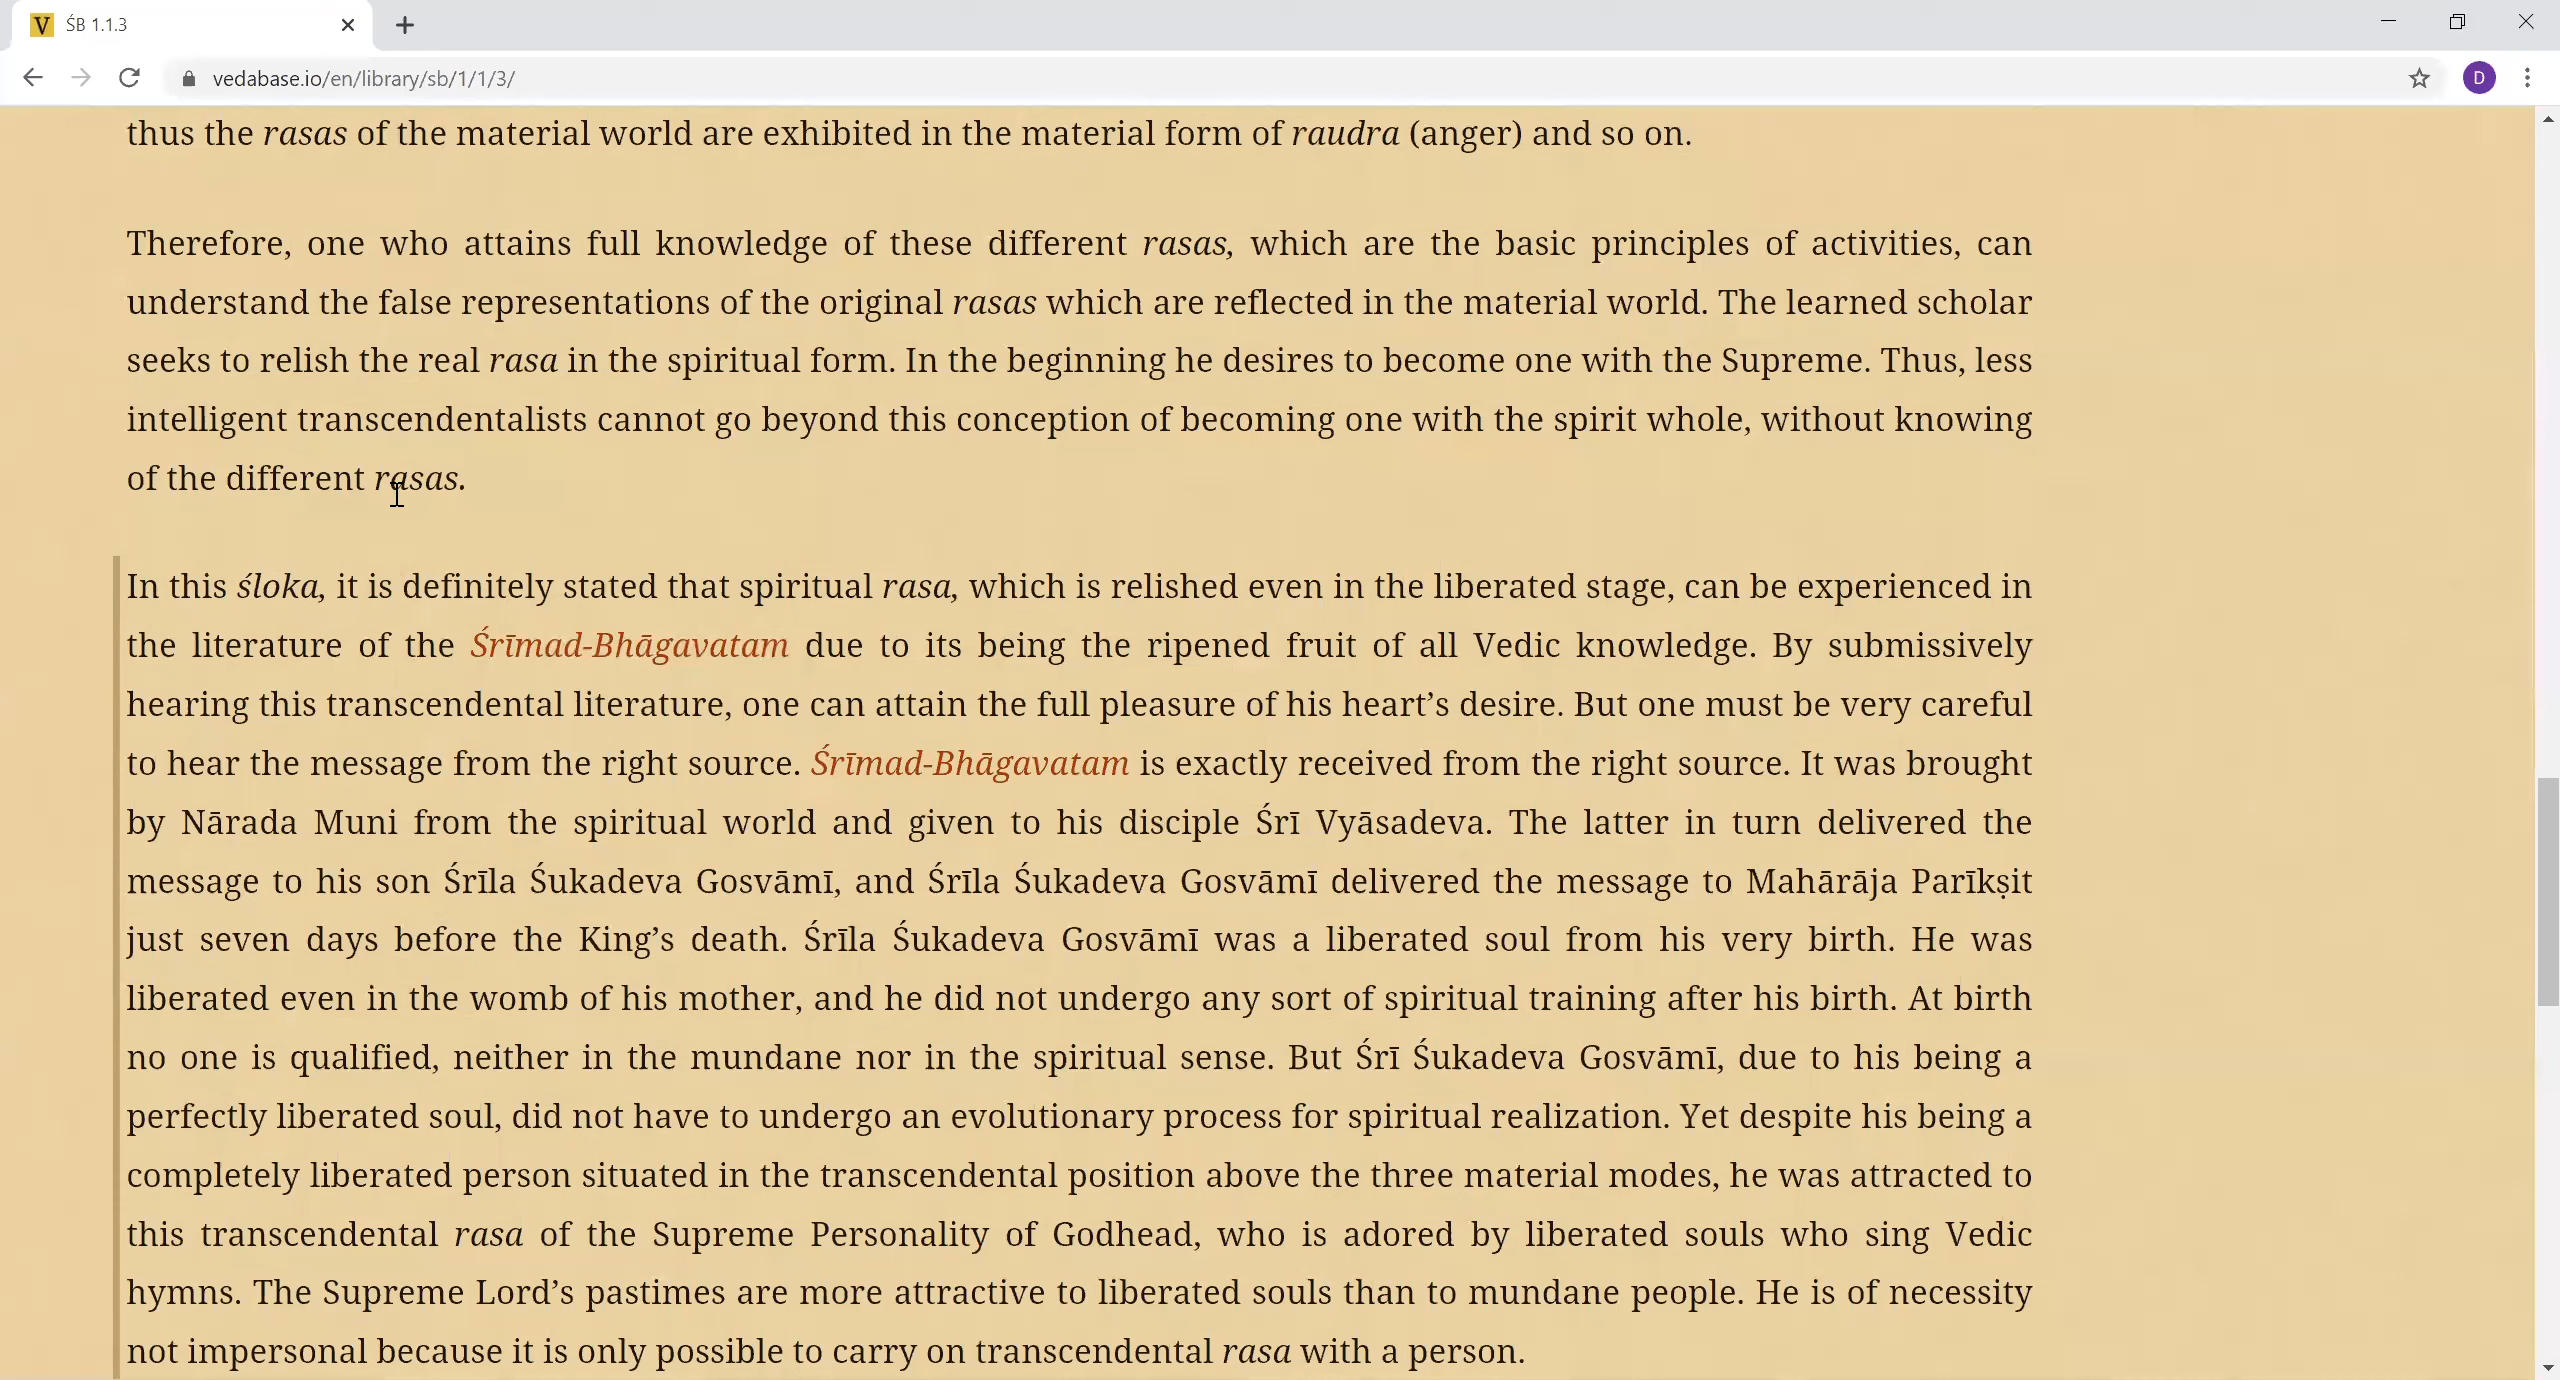 ŚB 1.1.3
vedabase.io/en/library/sb/1/1/3/
D
thus the rasas of the material world are exhibited in the material form of raudra (anger) and so on.
Therefore, one who attains full knowledge of these different rasas, which are the basic principles of activities, can
understand the false representations of the original rasas which are reflected in the material world. The learned scholar
seeks to relish the real rasa in the spiritual form. In the beginning he desires to become one with the Supreme. Thus, less
intelligent transcendentalists cannot go beyond this conception of becoming one with the spirit whole, without knowing
of the different rasas.
In this śloka, it is definitely stated that spiritual rasa, which is relished even in the liberated stage, can be experienced in
the literature of the Śrīmad-Bhāgavatam due to its being the ripened fruit of all Vedic knowledge. By submissively
hearing this transcendental literature, one can attain the full pleasure of his heart’s desire. But one must be very careful
to hear the message from the right source. Śrīmad-Bhāgavatam is exactly received from the right source. It was brought
by Nārada Muni from the spiritual world and given to his disciple Śrī Vyāsadeva. The latter in turn delivered the
message to his son Śrīla Śukadeva Gosvāmī, and Śrīla Śukadeva Gosvāmī delivered the message to Mahārāja Parīkṣit
just seven days before the King’s death. Śrīla Śukadeva Gosvāmī was a liberated soul from his very birth. He was
liberated even in the womb of his mother, and he did not undergo any sort of spiritual training after his birth. At birth
no one is qualified, neither in the mundane nor in the spiritual sense. But Śrī Śukadeva Gosvāmī, due to his being a
perfectly liberated soul, did not have to undergo an evolutionary process for spiritual realization. Yet despite his being a
completely liberated person situated in the transcendental position above the three material modes, he was attracted to
this transcendental rasa of the Supreme Personality of Godhead, who is adored by liberated souls who sing Vedic
hymns. The Supreme Lord’s pastimes are more attractive to liberated souls than to mundane people. He is of necessity
not impersonal because it is only possible to carry on transcendental rasa with a person.